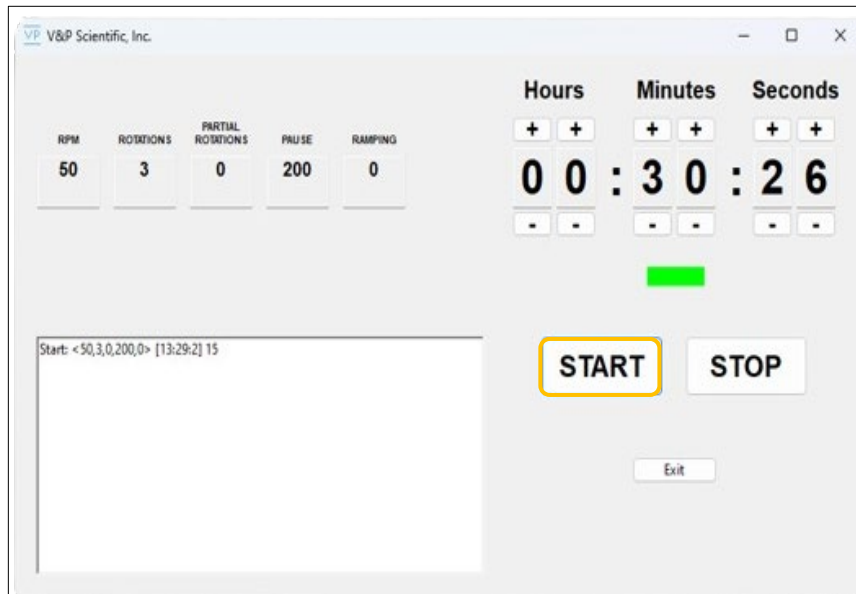 VP V&P Scientific, Inc.
Hours Minutes Seconds
+ + + + + +
RPM ROTATIONS PARTIAL ROTATIONS PAUSE RAMPING
50 3 0 200 0
0 0 : 3 0 : 2 6
- - - - - -
Start: <50,3,0,200,0> [13:29:2] 15
START STOP
Exit